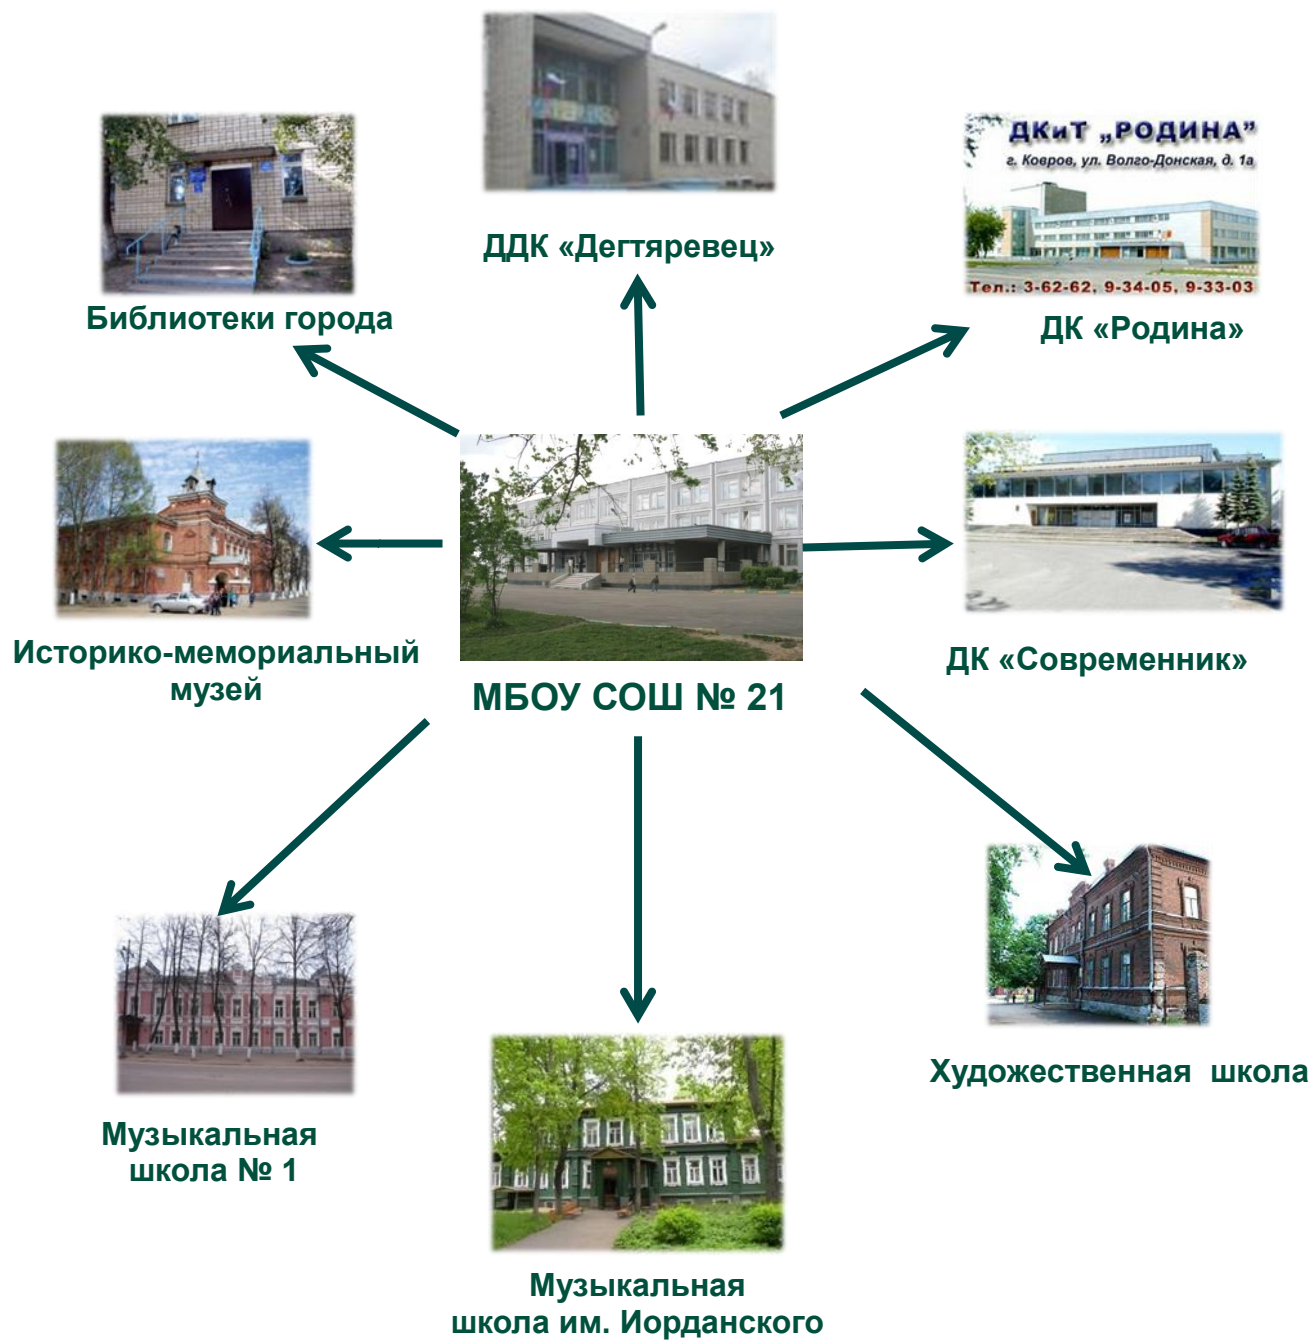 ДКиТ „РОДИНА”
г. Ковров, ул. Волго-Донская, д. 1а
Тел.: 3-62-62, 9-34-05, 9-33-03
ДДК «Дегтяревец»
Библиотеки города
ДК «Родина»
Историко-мемориальный
музей
МБОУ СОШ № 21
ДК «Современник»
Художественная школа
Музыкальная
школа № 1
Музыкальная
школа им. Иорданского